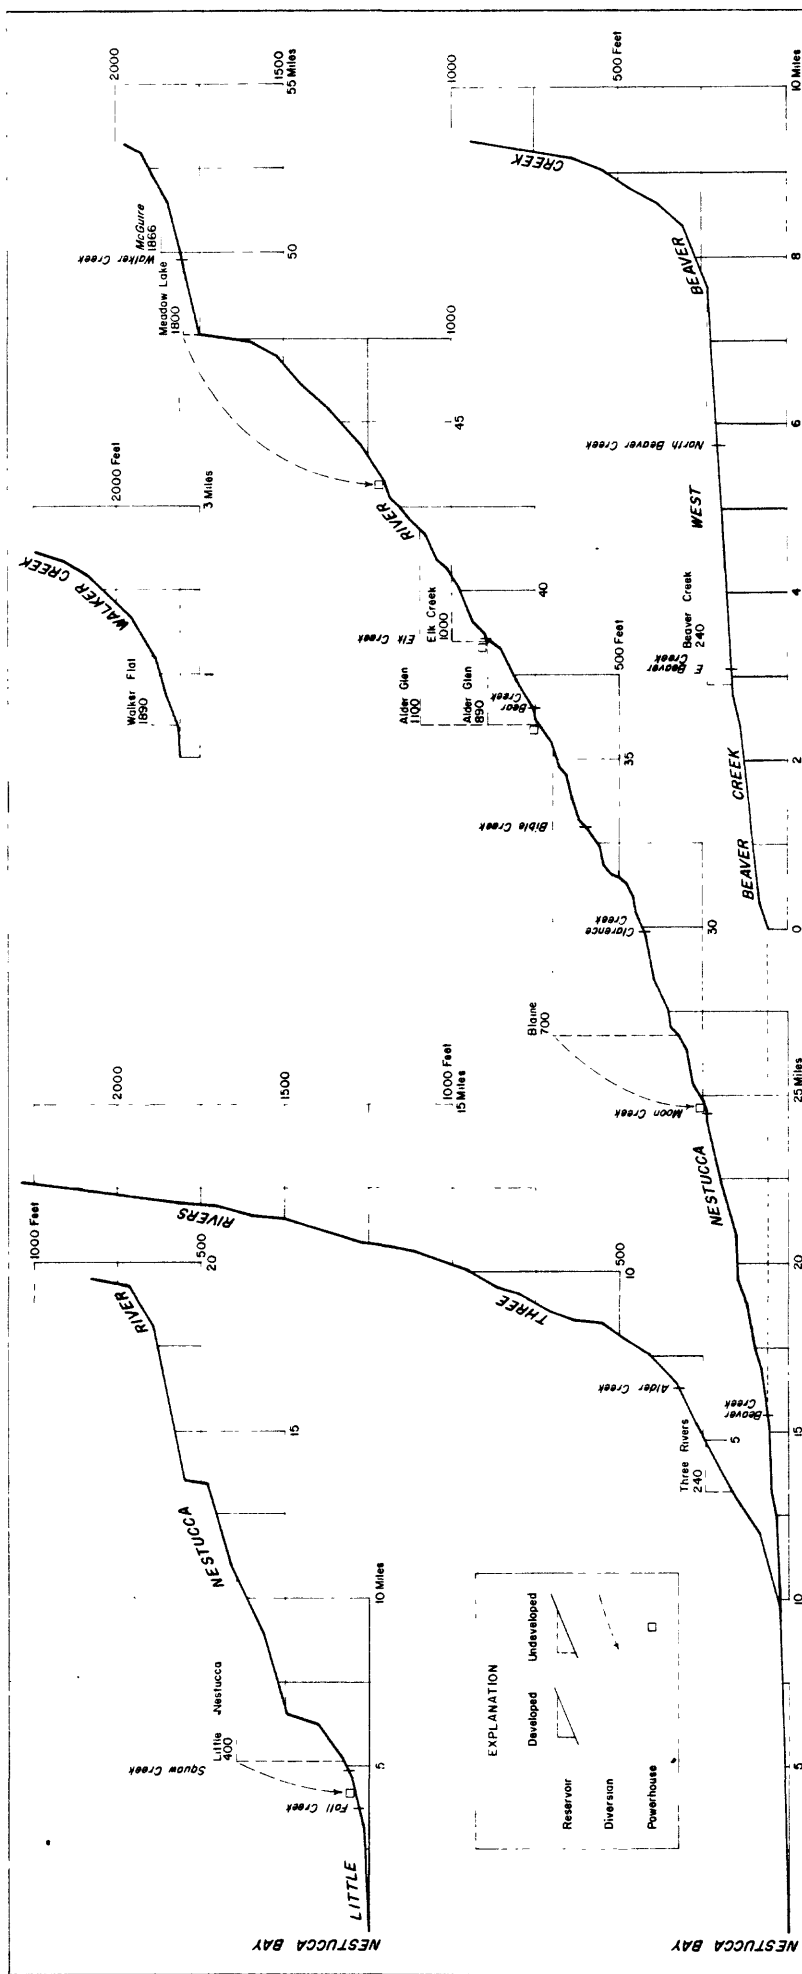 1000 Feet
500
20
15
10 Miles
5
NESTUCCA BAY
LITTLE
NESTUCCA
RIVER
Fall Creek
Squaw Creek
Little Nestucca
400
2000
1500
1000 Feet
15 Miles
500
10
5
THREE
RIVERS
Alder Creek
Three Rivers
240
WALKER CREEK
Walker Flat
1890
2000 Feet
3 Miles
1
2000
1500
55 Miles
50
McGuire
1866
Walker Creek
Meadow Lake
1800
1000
45
40
RIVER
Elk Creek
Elk Creek
1000
Alder Glen
1100
Alder Glen
890
Bear
Creek
500 Feet
35
Bible Creek
Clarence
Creek
30
Blaine
700
Moon Creek
25 Miles
NESTUCCA
20
Beaver
Creek
15
10
5
NESTUCCA BAY
1000
500 Feet
10 Miles
8
6
4
2
0
BEAVER
CREEK
WEST
BEAVER
CREEK
North Beaver Creek
E.
Beaver
Creek
Beaver Creek
240
EXPLANATION
Developed
Undeveloped
Reservoir
Diversion
Powerhouse